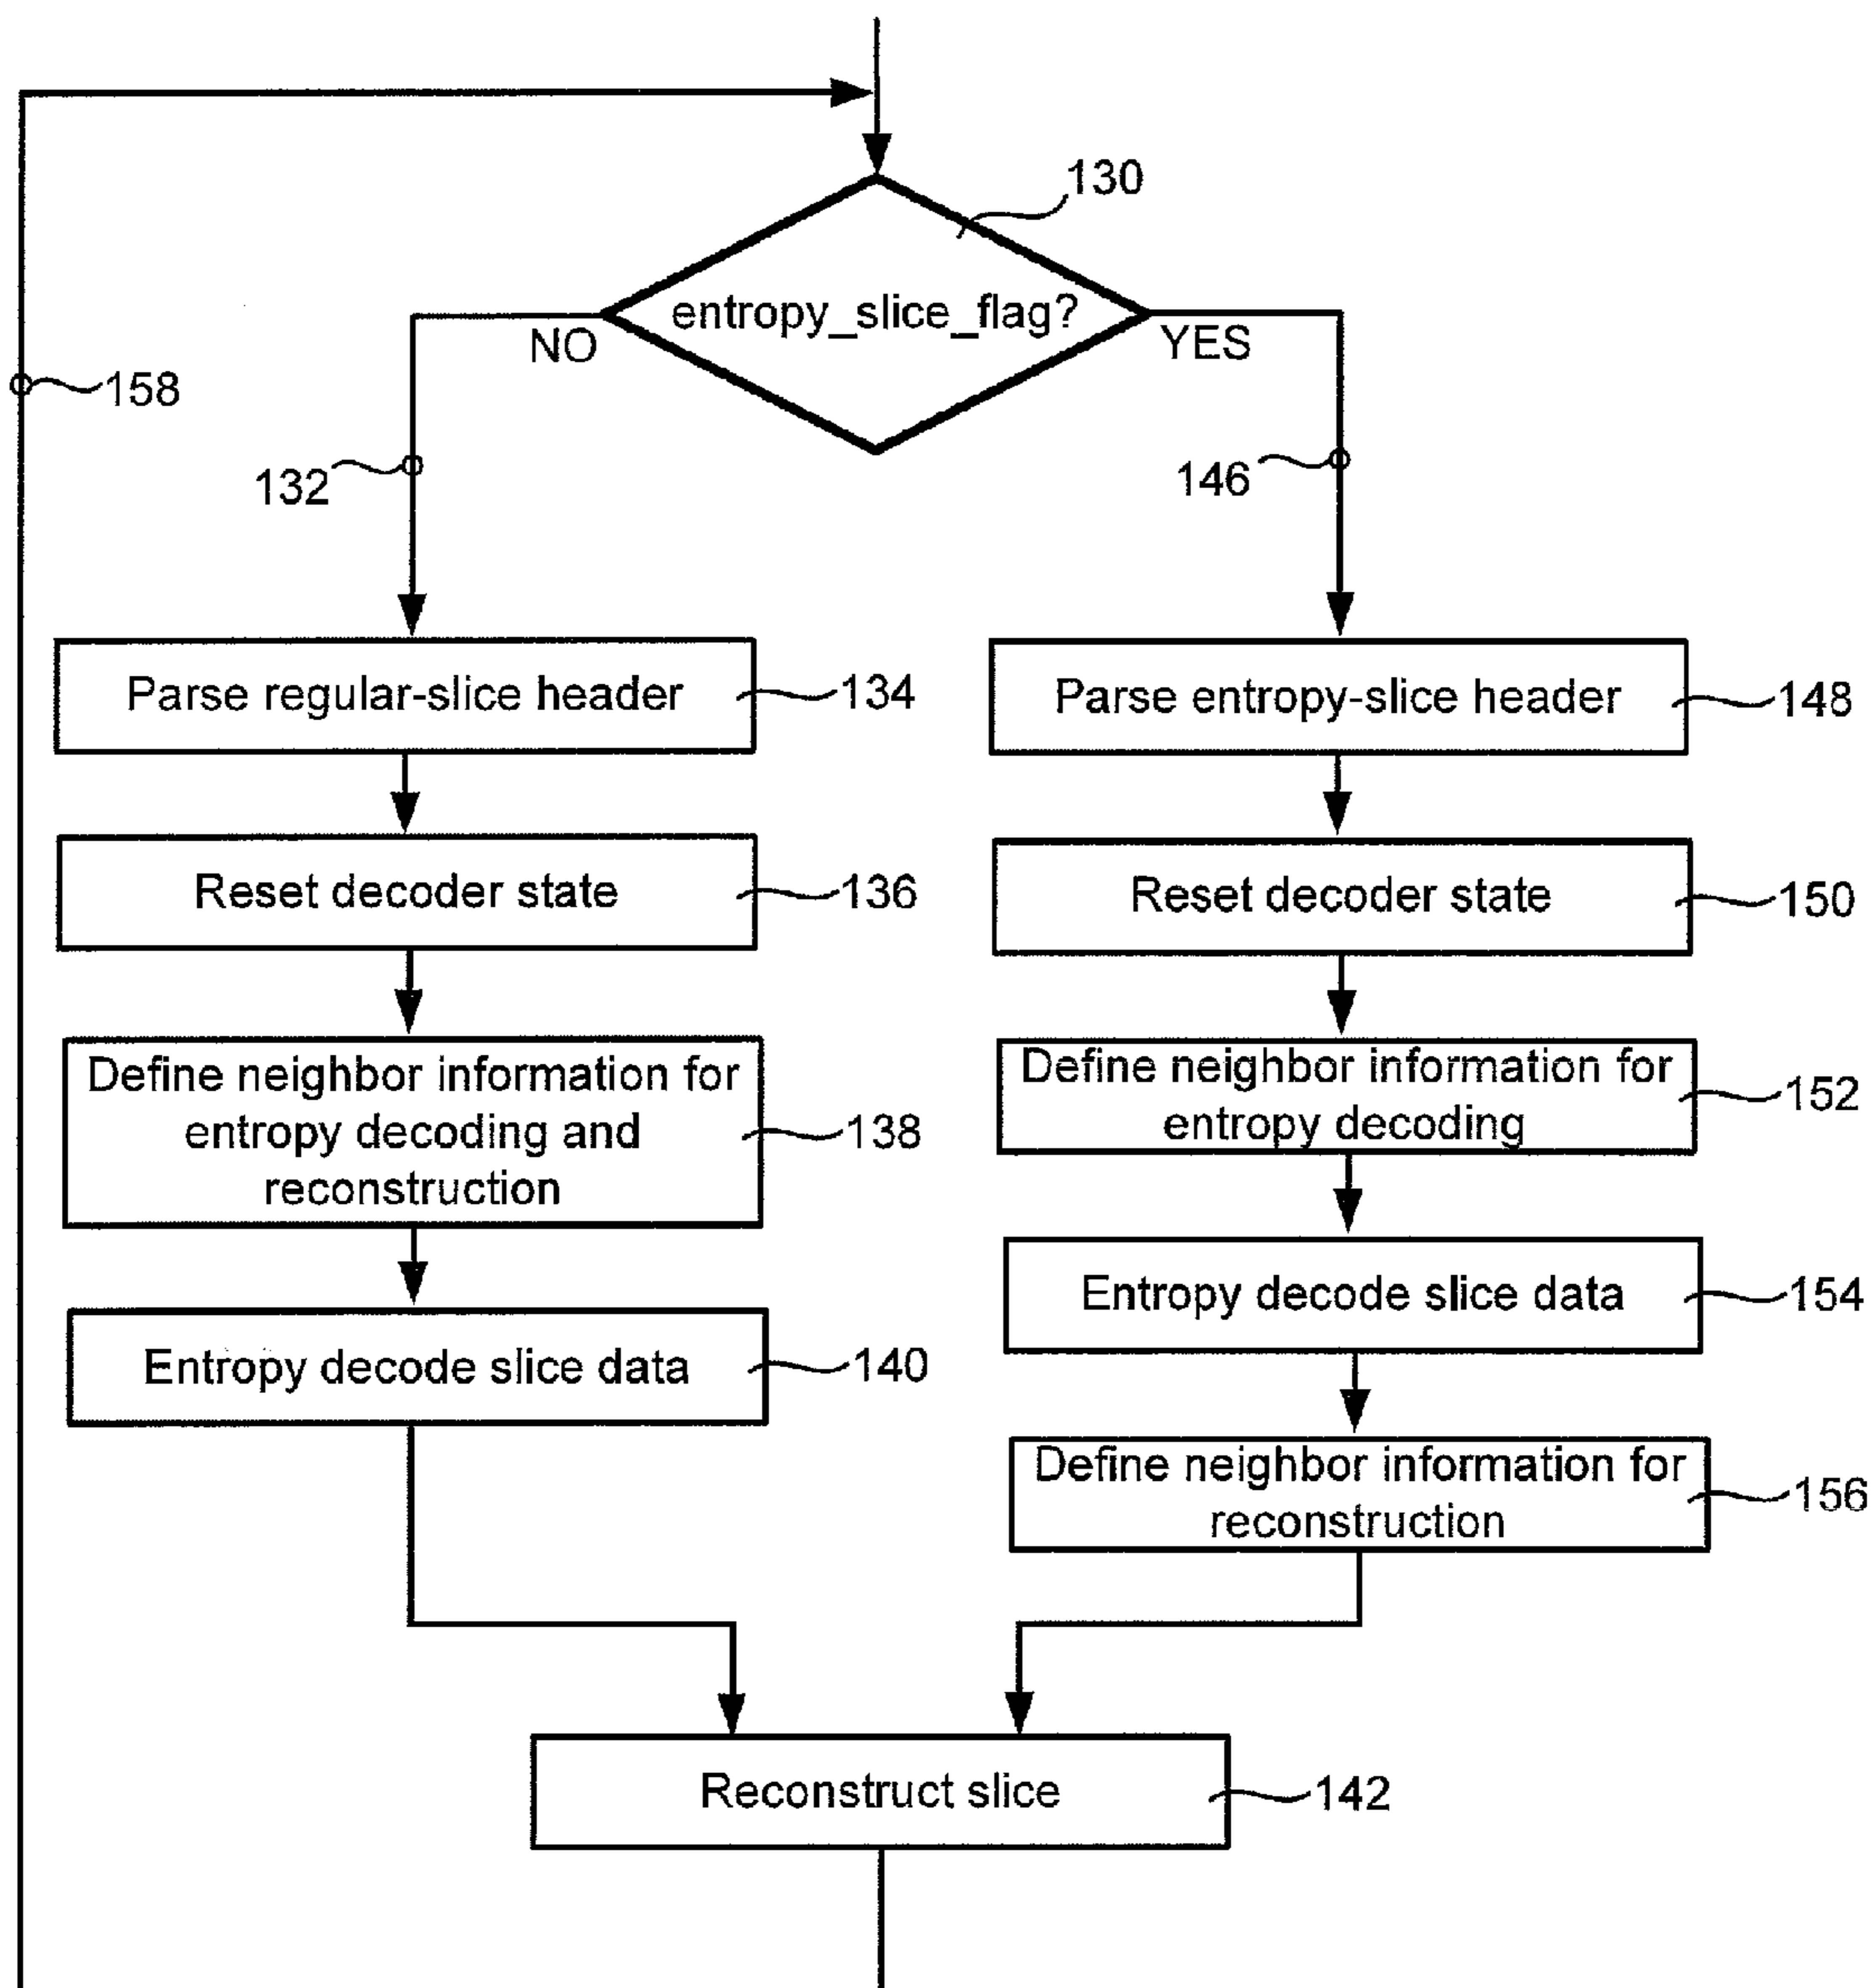 130
entropy_slice_flag?
NO
YES
158
132
146
Parse regular-slice header
134
Parse entropy-slice header
148
Reset decoder state
136
Reset decoder state
150
Define neighbor information for
entropy decoding and
reconstruction
138
Define neighbor information for
entropy decoding
152
Entropy decode slice data
140
Entropy decode slice data
154
Define neighbor information for
reconstruction
156
Reconstruct slice
142